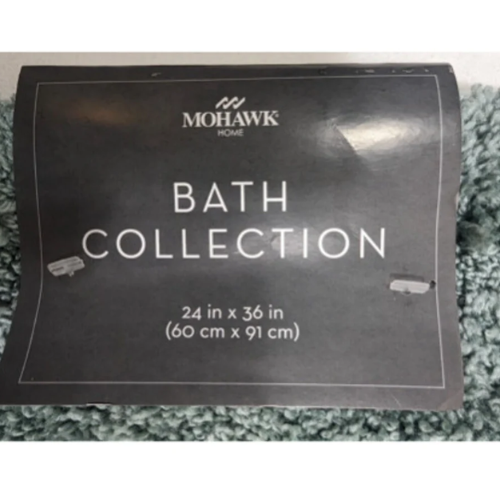 MOHAWK
HOME
BATH
COLLECTION
24 in x 36 in
(60 cm x 91 cm)